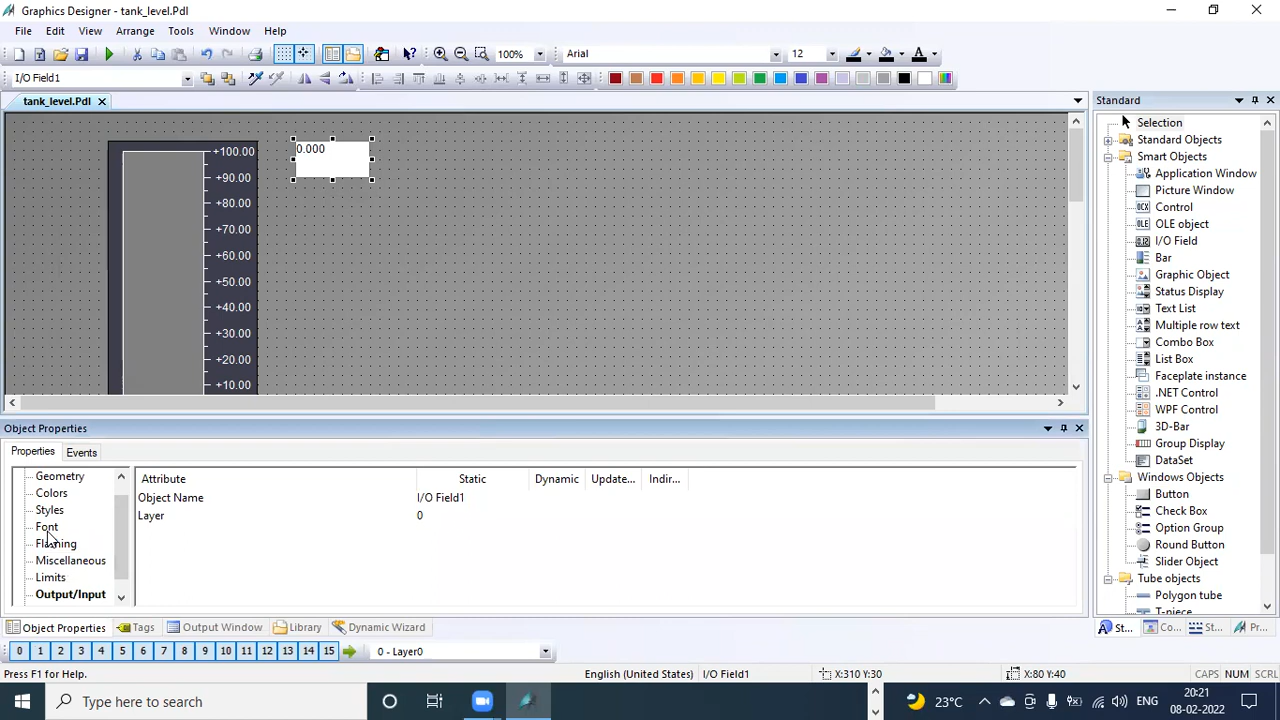 Graphics Designer - tank_level.Pdl
File Edit View Arrange Tools Window Help
100% Arial 12
I/O Field1
tank_level.Pdl
+100.00
+90.00
+80.00
+70.00
+60.00
+50.00
+40.00
+30.00
+20.00
+10.00
0.000
Standard
Selection
Standard Objects
Smart Objects
Application Window
Picture Window
Control
OLE object
I/O Field
Bar
Graphic Object
Status Display
Text List
Multiple row text
Combo Box
List Box
Faceplate instance
.NET Control
WPF Control
3D-Bar
Group Display
DataSet
Windows Objects
Button
Check Box
Option Group
Round Button
Slider Object
Tube objects
Polygon tube
T-piece
St... Co... St... Pr...
Object Properties
Properties Events
Geometry
Colors
Styles
Font
Flashing
Miscellaneous
Limits
Output/Input
Attribute Static Dynamic Update... Indir...
Object Name I/O Field1
Layer 0
Object Properties Tags Output Window Library Dynamic Wizard
0 1 2 3 4 5 6 7 8 9 10 11 12 13 14 15 0 - Layer0
Press F1 for Help. English (United States) I/O Field1 X:310 Y:30 X:80 Y:40 CAPS NUM SCRL
Type here to search 23°C ENG 20:21
08-02-2022